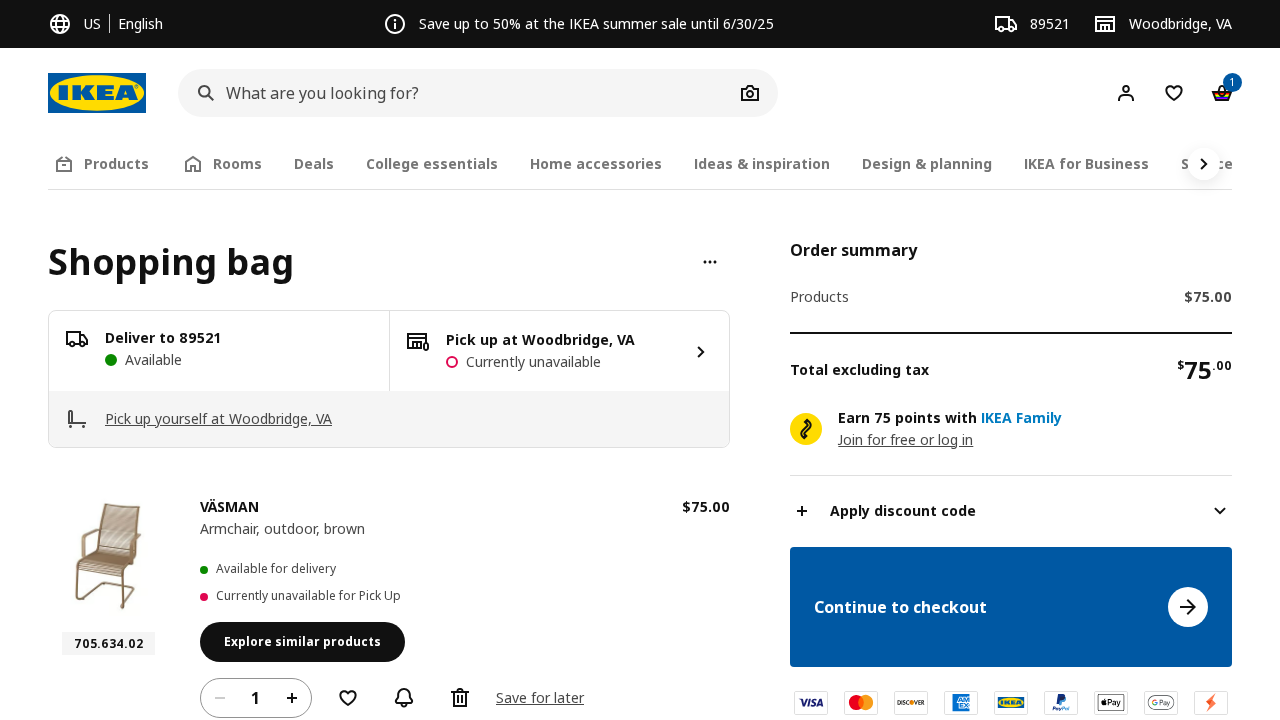 US
English
Save up to 50% at the IKEA summer sale until 6/30/25
89521
Woodbridge, VA
IKEA
What are you looking for?
1
Products
Rooms
Deals
College essentials
Home accessories
Ideas & inspiration
Design & planning
IKEA for Business
Shopping bag
Deliver to 89521
Available
Pick up at Woodbridge, VA
Currently unavailable
Pick up yourself at Woodbridge, VA
VÄSMAN
$75.00
Armchair, outdoor, brown
Available for delivery
Currently unavailable for Pick Up
705.634.02
Explore similar products
1
Save for later
Order summary
Products
$75.00
Total excluding tax
$75.00
Earn 75 points with IKEA Family
Join for free or log in
Apply discount code
Continue to checkout
VISA
DISCOVER
AMEX
IKEA
PayPal
Pay
G Pay